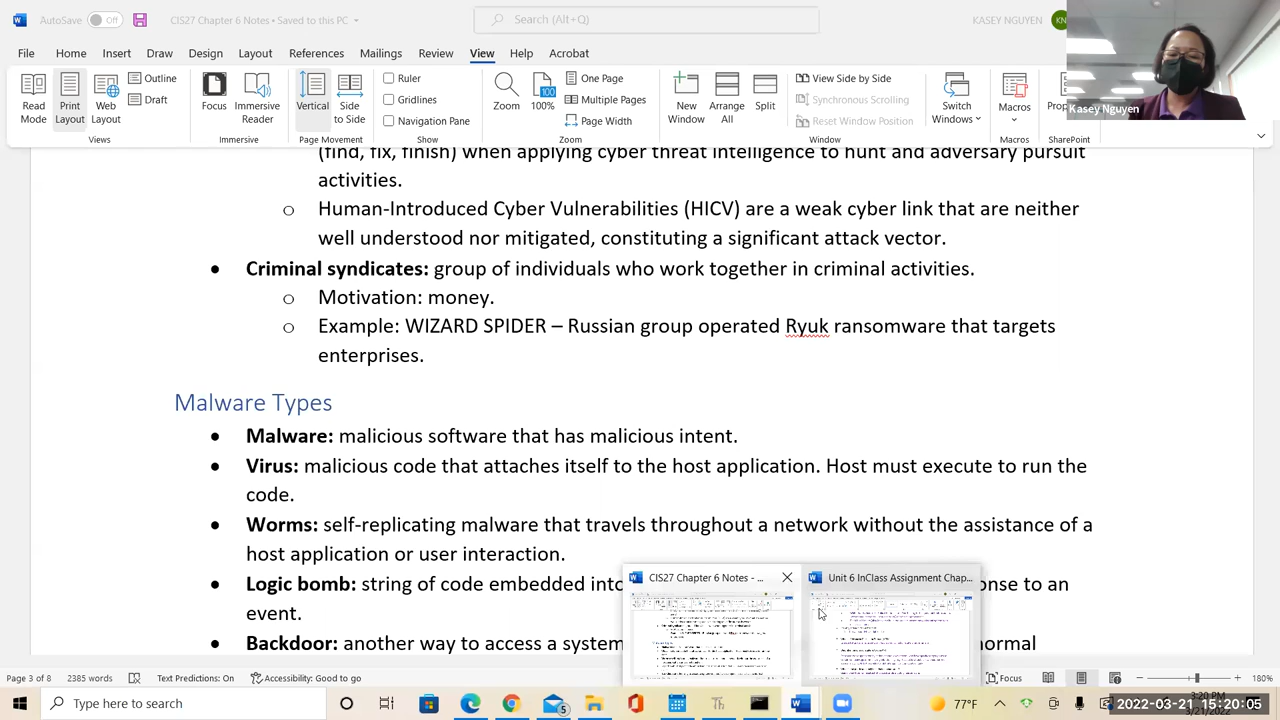 AutoSave Off CIS27 Chapter 6 Notes • Saved to this PC Search (Alt+Q) KASEY NGUYEN KN
File Home Insert Draw Design Layout References Mailings Review View Help Acrobat
Read Mode Print Layout Web Layout Outline Draft Views
Focus Immersive Reader Immersive
Vertical Side to Side Page Movement
Ruler Gridlines Navigation Pane Show
Zoom 100% One Page Multiple Pages Page Width Zoom
New Window Arrange All Split View Side by Side Synchronous Scrolling Reset Window Position Switch Windows Window
Macros Macros
SharePoint
Kasey Nguyen
(find, fix, finish) when applying cyber threat intelligence to hunt and adversary pursuit
activities.
o Human-Introduced Cyber Vulnerabilities (HICV) are a weak cyber link that are neither
well understood nor mitigated, constituting a significant attack vector.
• Criminal syndicates: group of individuals who work together in criminal activities.
o Motivation: money.
o Example: WIZARD SPIDER – Russian group operated Ryuk ransomware that targets
enterprises.
Malware Types
• Malware: malicious software that has malicious intent.
• Virus: malicious code that attaches itself to the host application. Host must execute to run the
code.
• Worms: self-replicating malware that travels throughout a network without the assistance of a
host application or user interaction.
CIS27 Chapter 6 Notes - ... Unit 6 InClass Assignment Chap...
• Logic bomb: string of code embedded to an
event.
• Backdoor: another way to access a system normal
Page 3 of 8 2385 words Text Predictions: On Accessibility: Good to go Focus 180%
Type here to search 5 77°F 3:20 PM
3/21/2022
2022-03-21 15:20:05